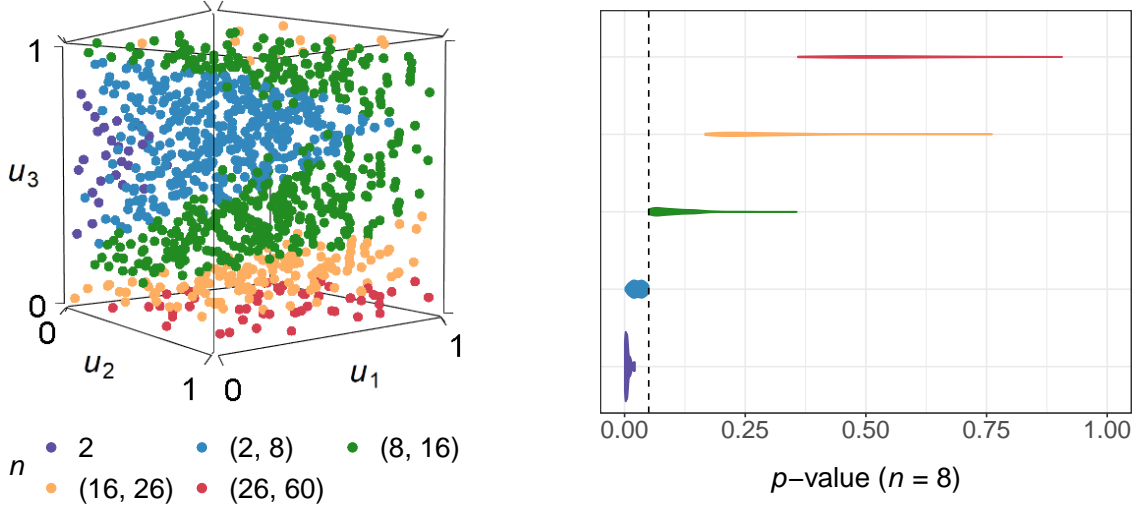 1
u3
0
0
u2
1
0
u1
1
n
2
(2, 8)
(8, 16)
(16, 26)
(26, 60)
0.00 0.25 0.50 0.75 1.00
p−value (n = 8)